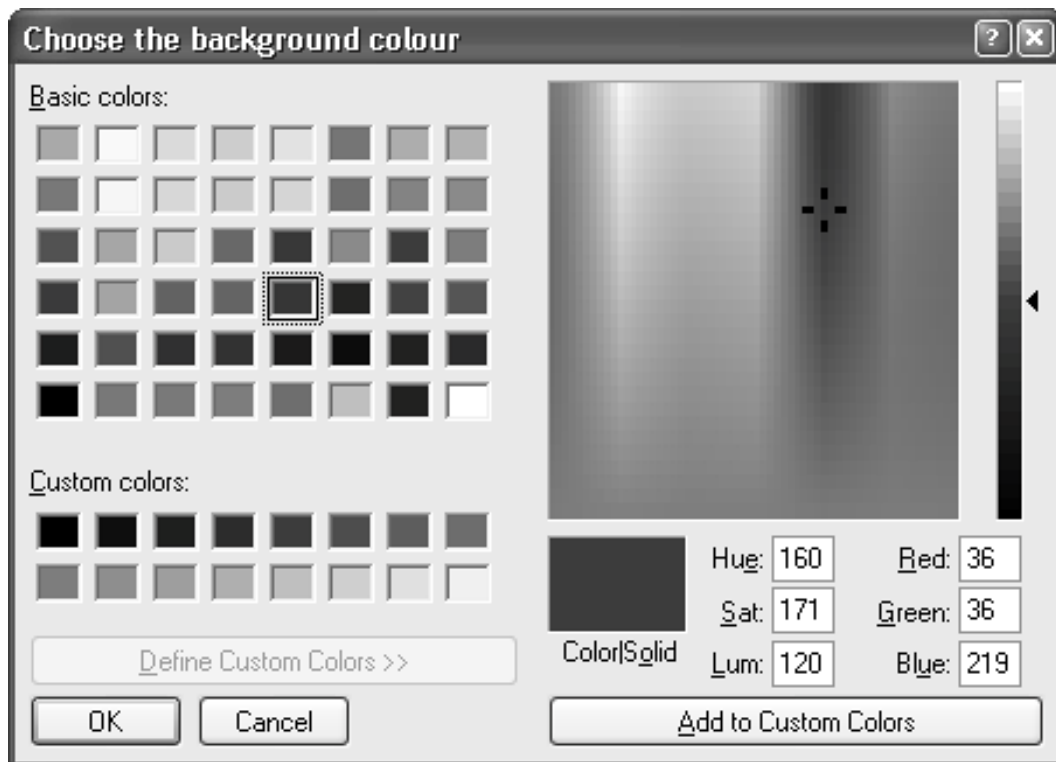 Choose the background colour
Basic colors:
Custom colors:
Define Custom Colors >>
OK
Cancel
Color|Solid
Hue: 160
Sat: 171
Lum: 120
Red: 36
Green: 36
Blue: 219
Add to Custom Colors